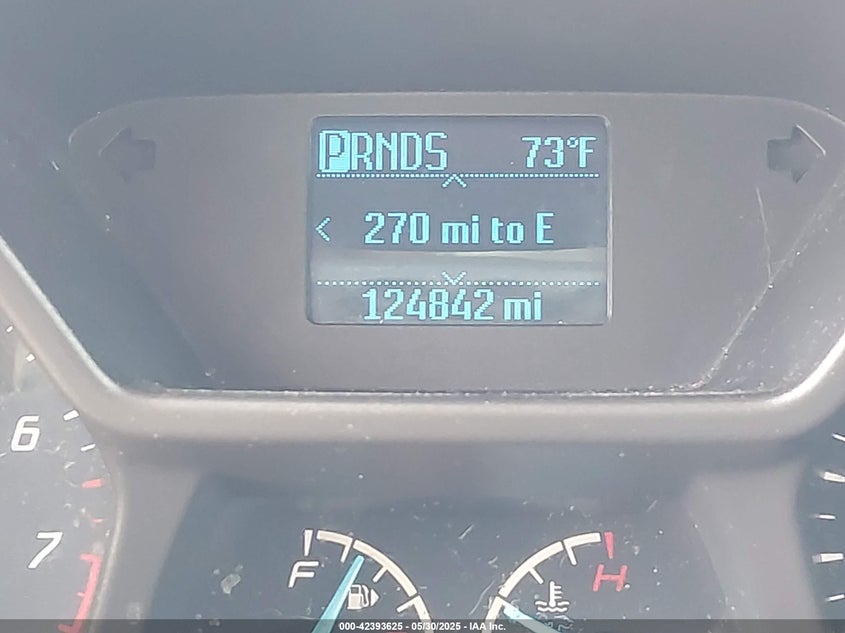 PRNDS 73°F
270 mi to E
124842 mi
6
7
F
H
000-42393625 - 05/30/2025 - IAA Inc.